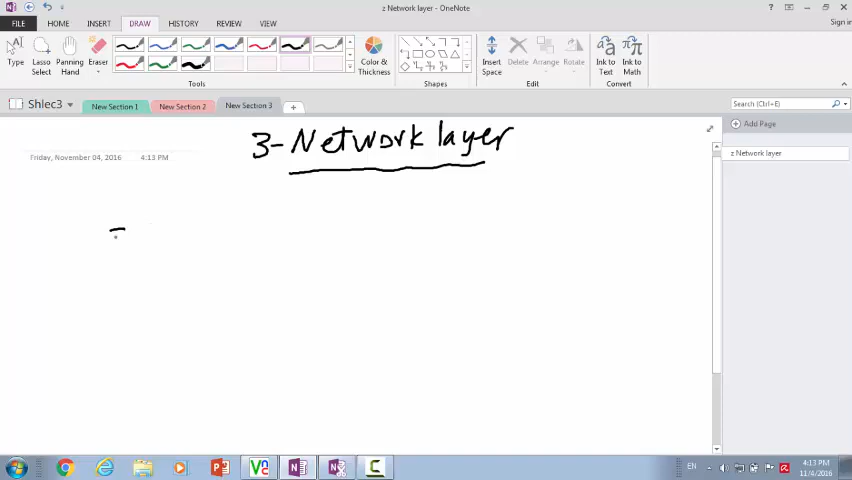 z Network layer - OneNote
Sign in
FILE HOME INSERT DRAW HISTORY REVIEW VIEW
Type Lasso Select Panning Hand Eraser Color & Thickness Insert Space Delete Arrange Rotate Ink to Text Ink to Math
Tools Shapes Edit Convert
Shlec3 New Section 1 New Section 2 New Section 3 + Search (Ctrl+E)
Add Page
z Network layer
3- Network layer
Friday, November 04, 2016 4:13 PM
EN 4:13 PM
11/4/2016